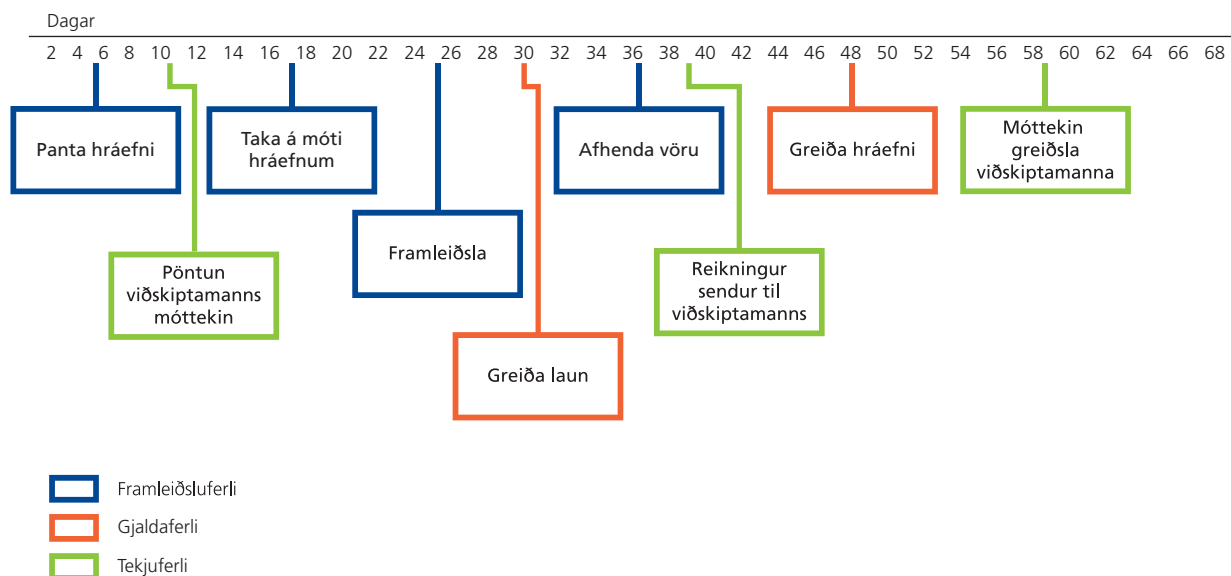 Dagar
2 4 6 8 10 12 14 16 18 20 22 24 26 28 30 32 34 36 38 40 42 44 46 48 50 52 54 56 58 60 62 64 66 68
Panta hráefni
Taka á móti
hráefnum
Afhenda vöru
Greiða hráefni
Móttekin
greiðsla
viðskiptamanna
Framleiðsla
Pöntun
viðskiptamanns
móttekin
Reikningur
sendur til
viðskiptamanns
Greiða laun
Framleiðsluferli
Gjaldaferli
Tekjuferli